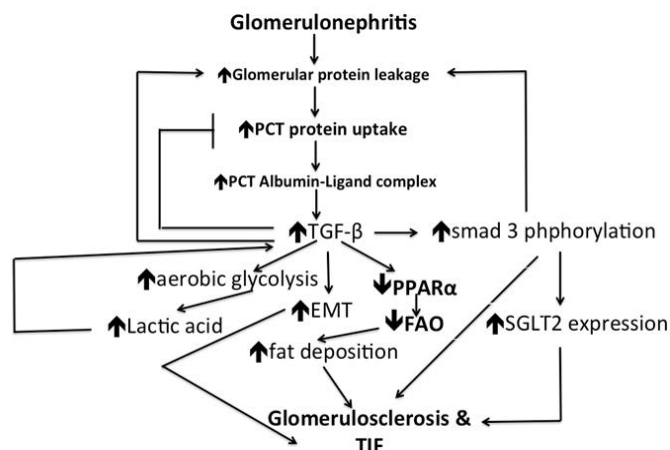 Glomerulonephritis
↑Glomerular protein leakage
↑PCT protein uptake
↑PCT Albumin-Ligand complex
↑TGF-β
↑smad 3 phphorylation
↑aerobic glycolysis
↓PPARα
↑EMT
↑Lactic acid
↓FAO
↑SGLT2 expression
↑fat deposition
Glomerulosclerosis &
TIF